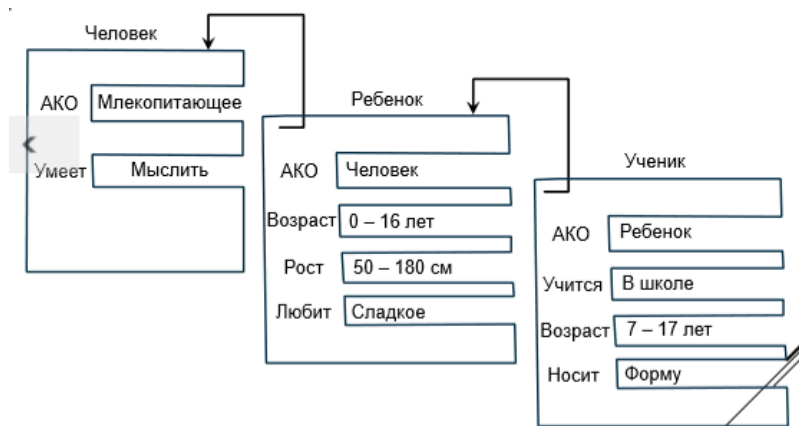 Человек
АКО Млекопитающее
Умеет Мыслить
Ребенок
АКО Человек
Возраст 0 – 16 лет
Рост 50 – 180 см
Любит Сладкое
Ученик
АКО Ребенок
Учится В школе
Возраст 7 – 17 лет
Носит Форму